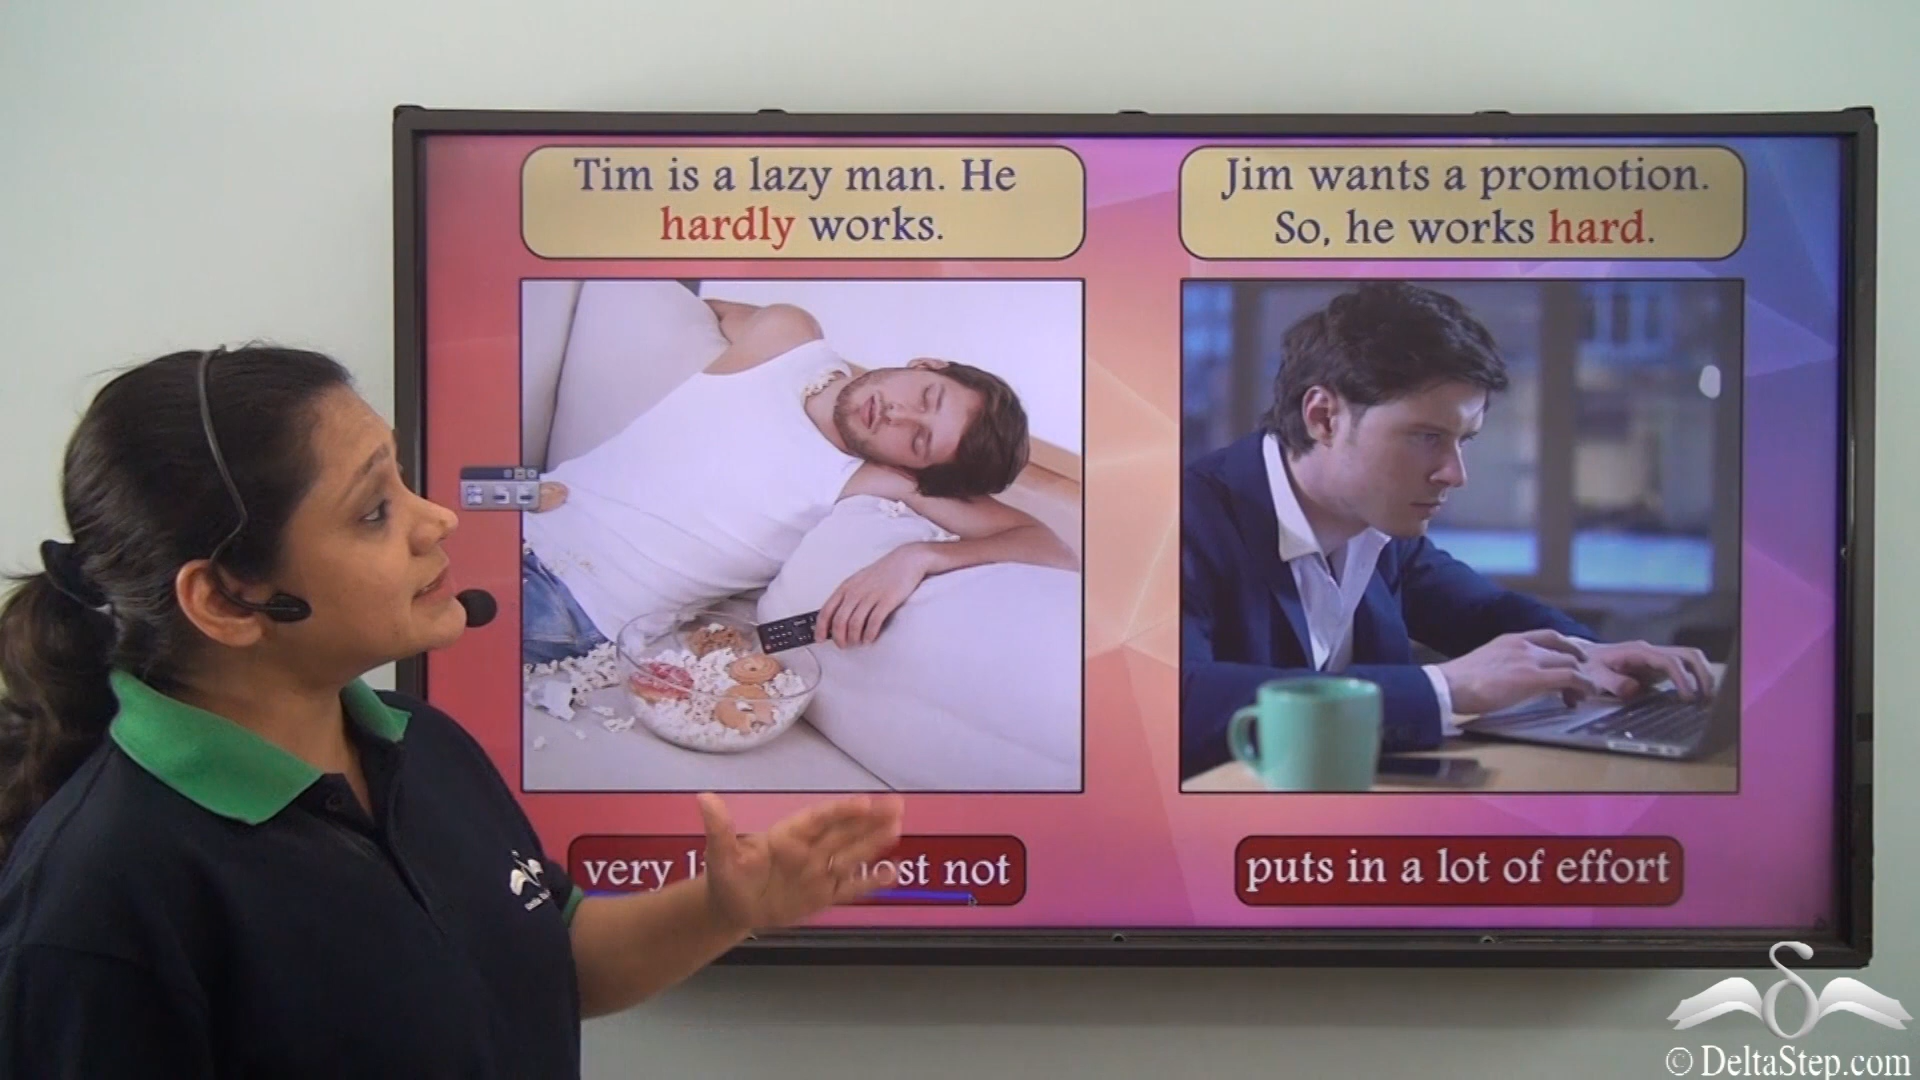 Tim is a lazy man. He
hardly works.
Jim wants a promotion.
So, he works hard.
very most not
puts in a lot of effort
© DeltaStep.com